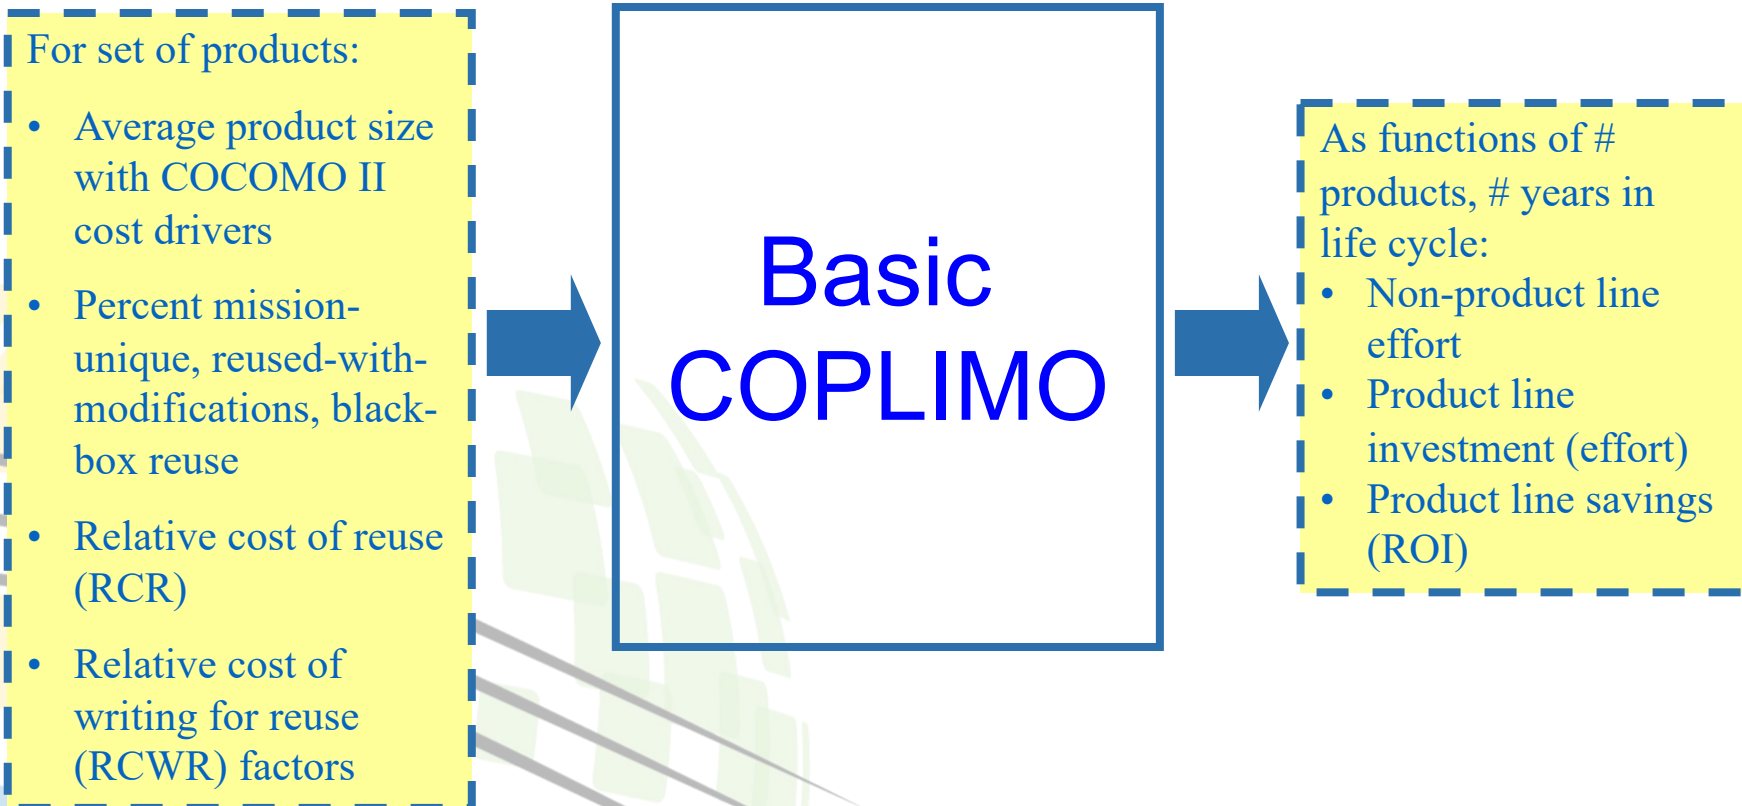 For set of products:
• Average product size
with COCOMO II
cost drivers
• Percent mission-
unique, reused-with-
modifications, black-
box reuse
• Relative cost of reuse
(RCR)
• Relative cost of
writing for reuse
(RCWR) factors
Basic
COPLIMO
As functions of #
products, # years in
life cycle:
• Non-product line
effort
• Product line
investment (effort)
• Product line savings
(ROI)